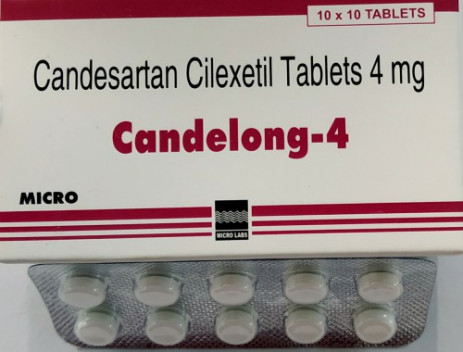 10 x 10 TABLETS
Candesartan Cilexetil Tablets 4 mg
Candelong-4
MICRO
MICRO LABS